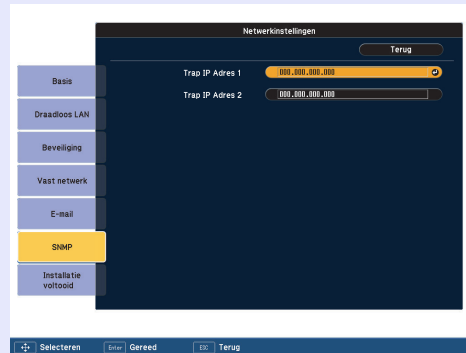 Netwerkinstellingen
Terug
Trap IP Adres 1 000.000.000.000
Trap IP Adres 2 000.000.000.000
Basis
Draadloos LAN
Beveiliging
Vast netwerk
E-mail
SNMP
Installatie
voltooid
Selecteren Enter Gereed ESC Terug